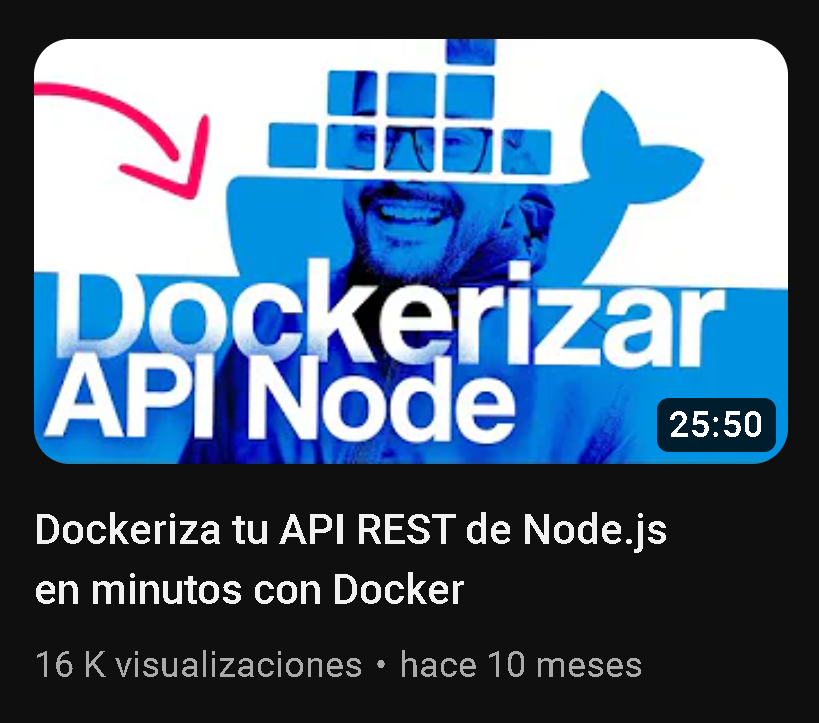 Dockerizar
API Node
25:50
Dockeriza tu API REST de Node.js
en minutos con Docker
16 K visualizaciones • hace 10 meses